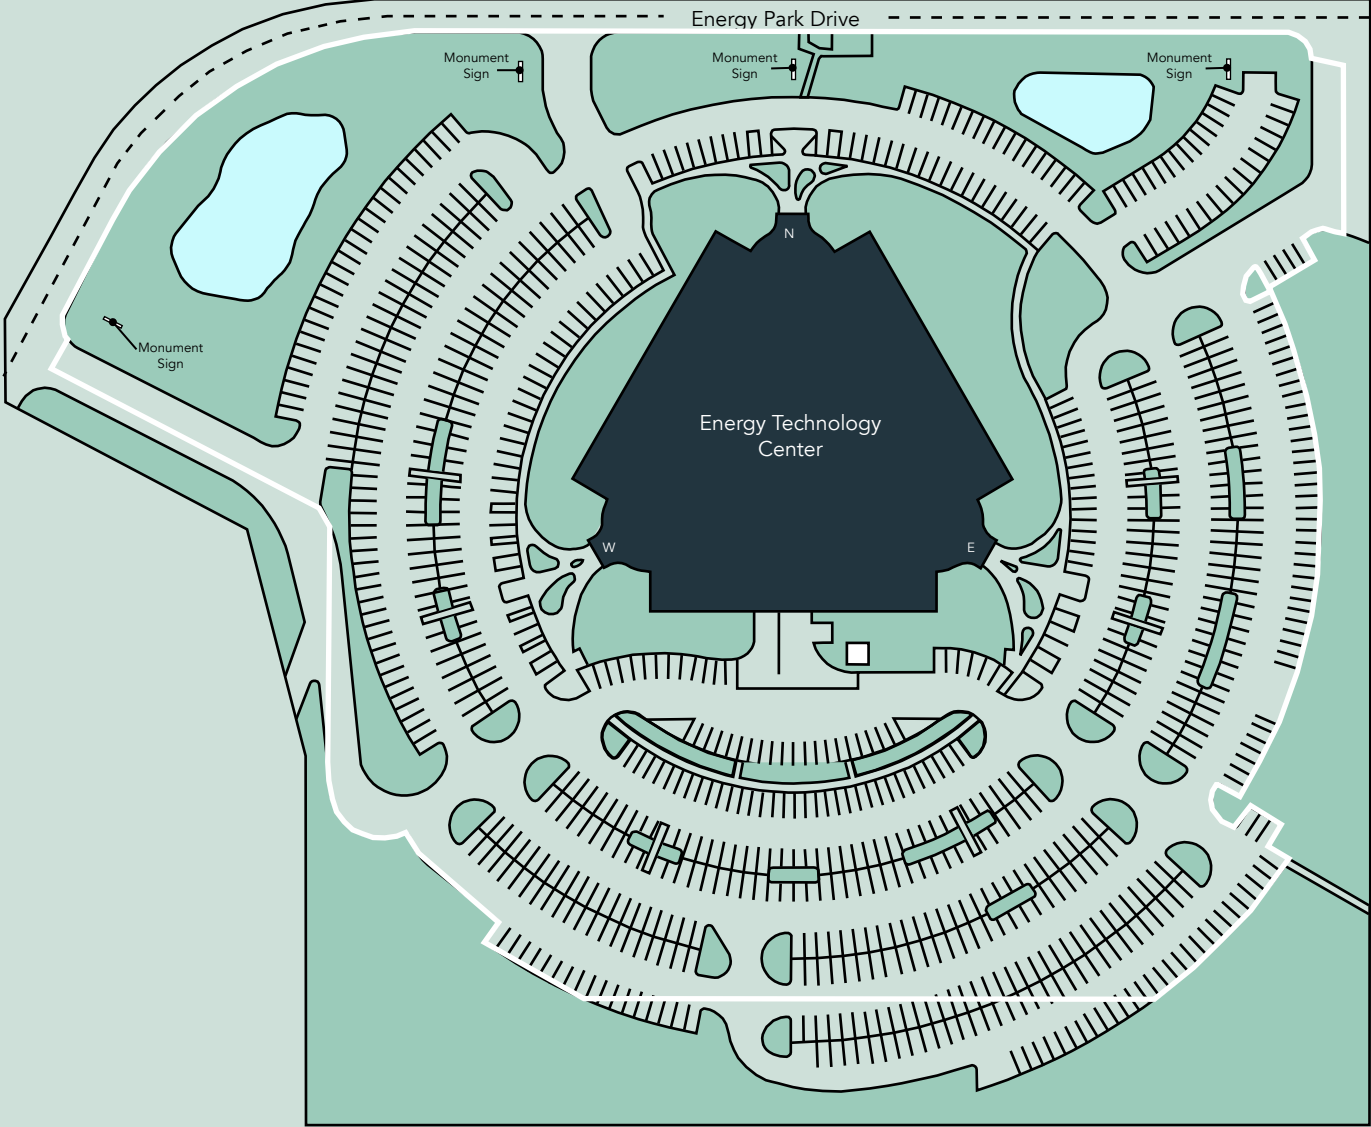 Energy Park Drive
Monument
Sign
Monument
Sign
Monument
Sign
N
Monument
Sign
Energy Technology
Center
W
E